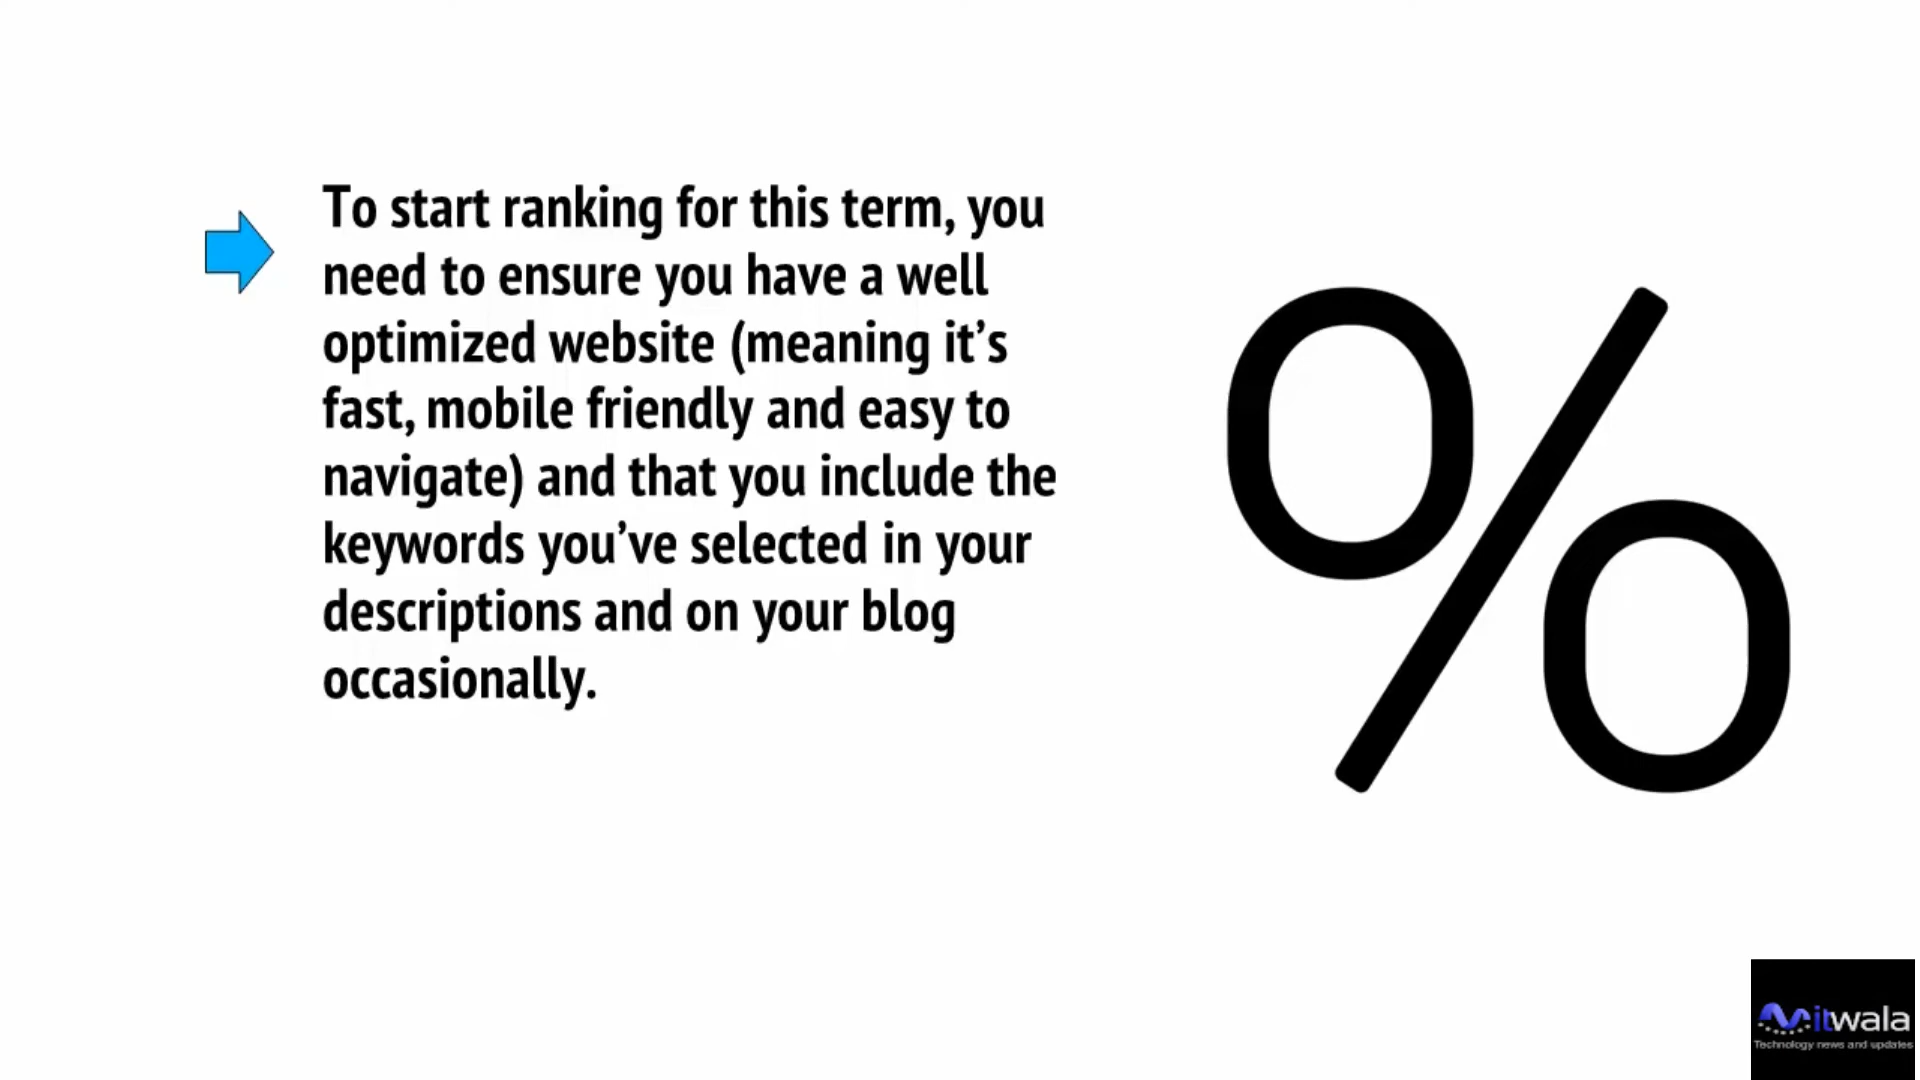 To start ranking for this term, you
need to ensure you have a well
optimized website (meaning it’s
fast, mobile friendly and easy to
navigate) and that you include the
keywords you’ve selected in your
descriptions and on your blog
occasionally.
%
itwala
Technology news and updates